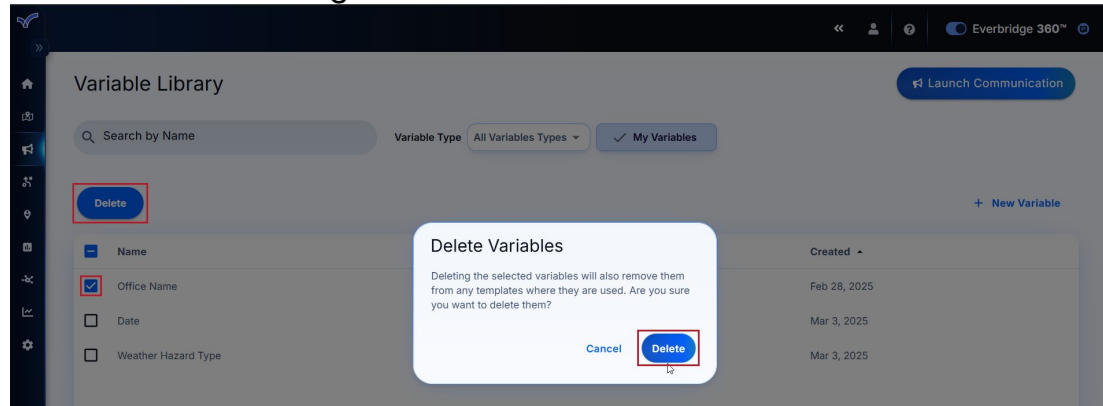 Everbridge 360™
Variable Library
Launch Communication
Search by Name
Variable Type
All Variables Types
My Variables
Delete
+ New Variable
Name
Created
Office Name
Feb 28, 2025
Date
Mar 3, 2025
Weather Hazard Type
Mar 3, 2025
Delete Variables
Deleting the selected variables will also remove them
from any templates where they are used. Are you sure
you want to delete them?
Cancel
Delete